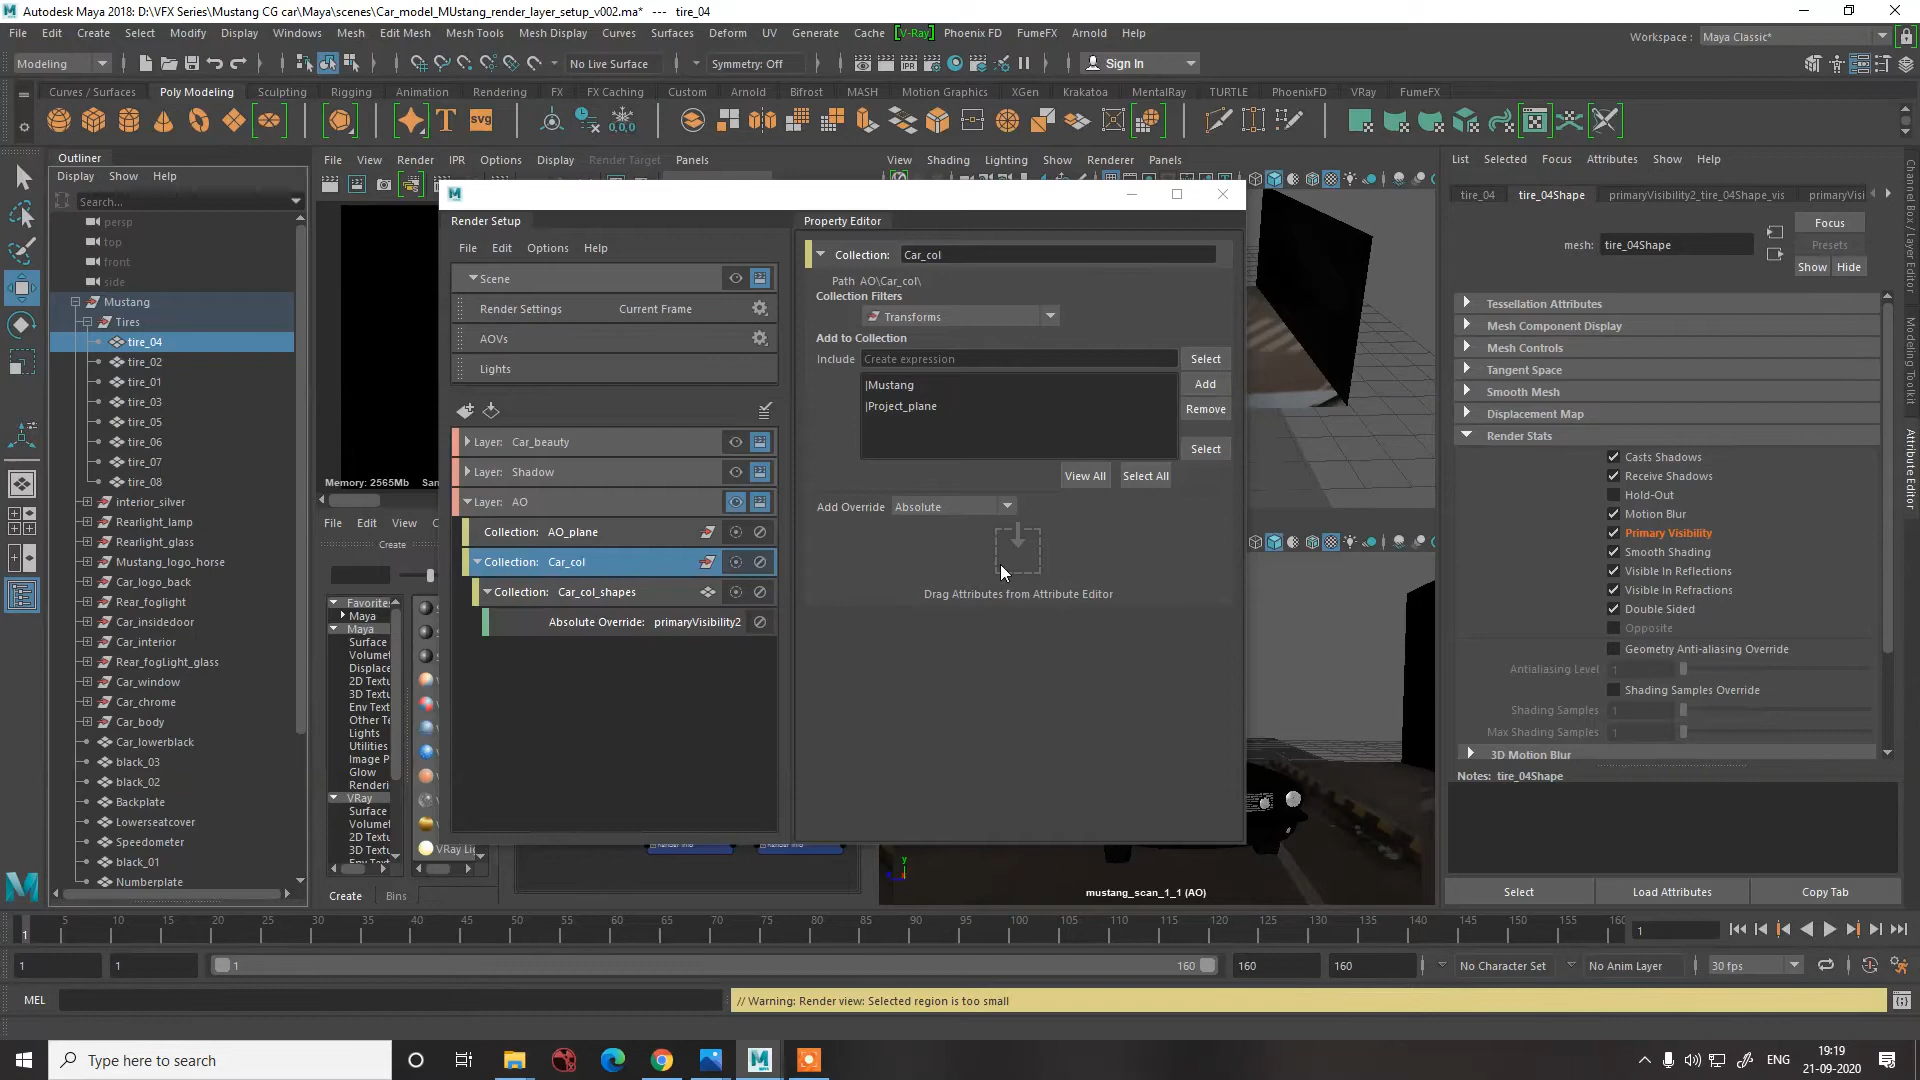 Autodesk Maya 2018: D:\VFX Series\Mustang CG car\Maya\scenes\Car_model_MUstang_render_layer_setup_v002.ma* --- tire_04
File Edit Create Select Modify Display Windows Mesh Edit Mesh Mesh Tools Mesh Display Curves Surfaces Deform UV Generate Cache [V-Ray] Phoenix FD FumeFX Arnold Help
Workspace : Maya Classic*
Modeling
No Live Surface
Symmetry: Off
Sign In
Curves / Surfaces Poly Modeling Sculpting Rigging Animation Rendering FX FX Caching Custom Arnold Bifrost MASH Motion Graphics XGen Krakatoa MentalRay TURTLE PhoenixFD VRay FumeFX
Outliner
Display Show Help
Search...
persp
top
front
side
Mustang
Tires
tire_04
tire_02
tire_01
tire_03
tire_05
tire_06
tire_07
tire_08
interior_silver
Rearlight_lamp
Rearlight_glass
Mustang_logo_horse
Car_logo_back
Rear_foglight
Car_insidedoor
Car_interior
Rear_fogLight_glass
Car_window
Car_chrome
Car_body
Car_lowerblack
black_03
black_02
Backplate
Lowerseatcover
Speedometer
black_01
Numberplate
File View Render IPR Options Display Render Target Panels
Memory: 2565Mb
File Edit View
Create
Favorites
Maya
Maya
Surface
Volumet
Displace
2D Textu
3D Textu
Env Text
Other Te
Lights
Utilities
Image P
Glow
Renderi
VRay
Surface
Volumet
2D Textu
3D Textu
VRay Lig
Create Bins
Render Setup
File Edit Options Help
Scene
Render Settings Current Frame
AOVs
Lights
Layer: Car_beauty
Layer: Shadow
Layer: AO
Collection: AO_plane
Collection: Car_col
Collection: Car_col_shapes
Absolute Override: primaryVisibility2
Property Editor
Collection: Car_col
Path AO\Car_col\
Collection Filters
Transforms
Add to Collection
Include Create expression Select
|Mustang
|Project_plane
Add
Remove
Select
View All Select All
Add Override Absolute
Drag Attributes from Attribute Editor
View Shading Lighting Show Renderer Panels
mustang_scan_1_1 (AO)
y
List Selected Focus Attributes Show Help
tire_04 tire_04Shape primaryVisibility2_tire_04Shape_vis primaryVisi
mesh: tire_04Shape
Focus
Presets
Show Hide
Tessellation Attributes
Mesh Component Display
Mesh Controls
Tangent Space
Smooth Mesh
Displacement Map
Render Stats
Casts Shadows
Receive Shadows
Hold-Out
Motion Blur
Primary Visibility
Smooth Shading
Visible In Reflections
Visible In Refractions
Double Sided
Opposite
Geometry Anti-aliasing Override
Antialiasing Level 1
Shading Samples Override
Shading Samples 1
Max Shading Samples 1
3D Motion Blur
Notes: tire_04Shape
Select Load Attributes Copy Tab
Channel Box / Layer Editor
Modeling Toolkit
Attribute Editor
1 5 10 15 20 25 30 35 40 45 50 55 60 65 70 75 80 85 90 95 100 105 110 115 120 125 130 135 140 145 150 155 160
1
1 1 1 160 160 160
No Character Set No Anim Layer 30 fps
MEL
// Warning: Render view: Selected region is too small
Type here to search
ENG
19:19
21-09-2020